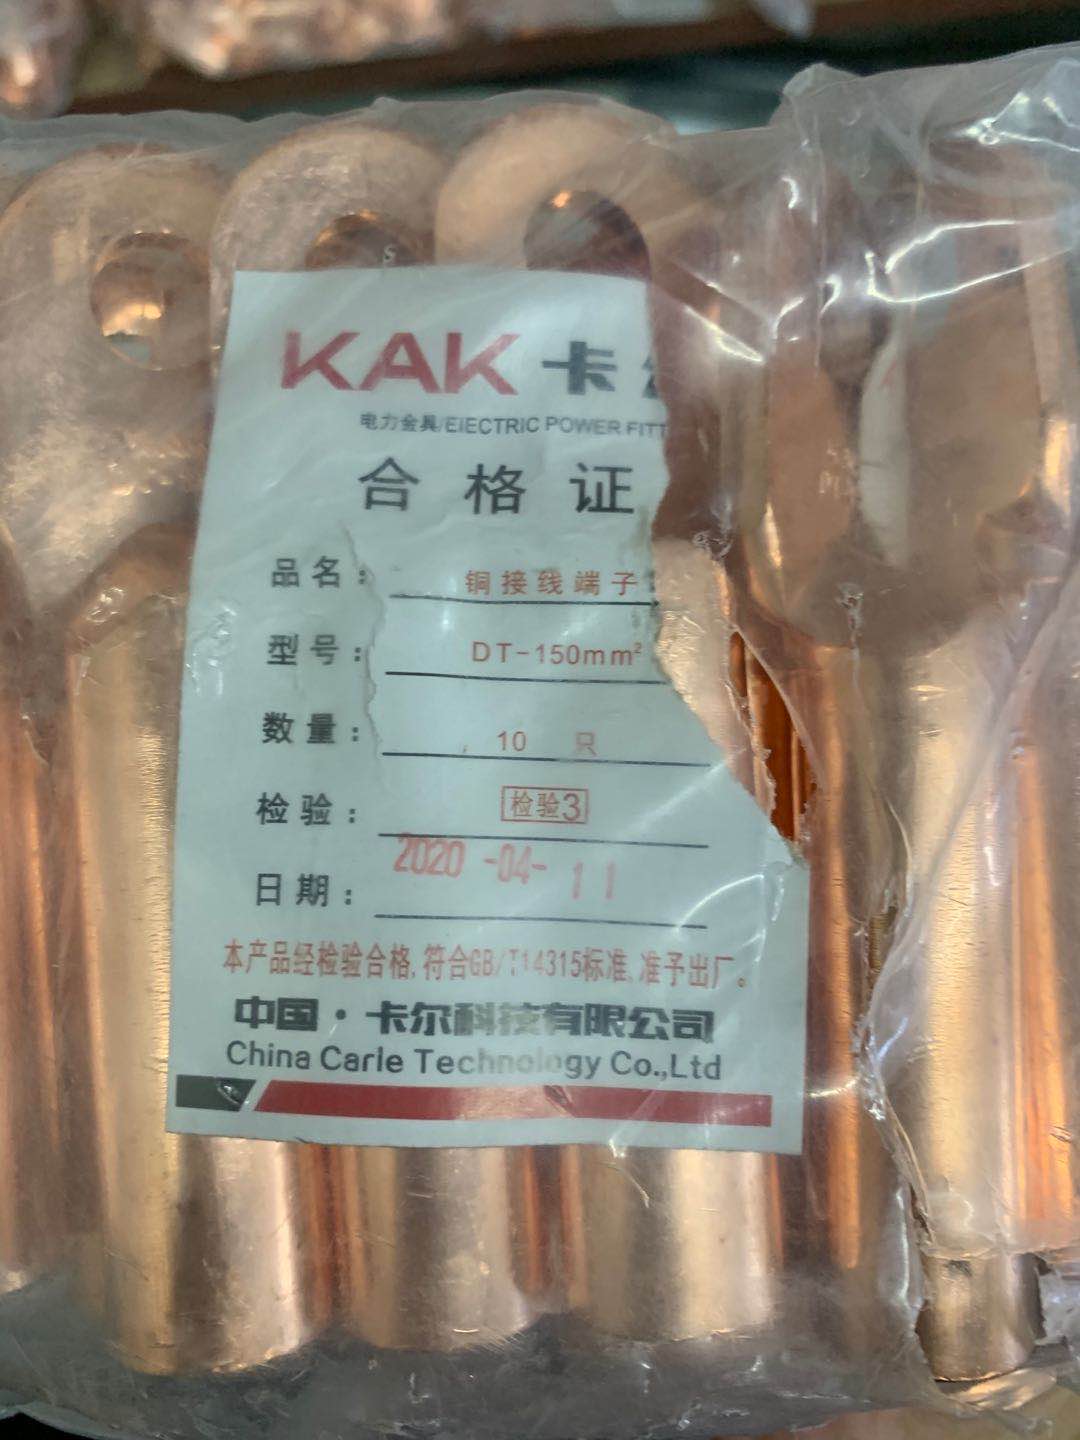 KAK 卡
电力金具/EIECTRIC POWER FITT
合格证
品名： 铜接线端子
型号： DT-150mm²
数量： 10 只
检验： 检验3
日期： 2020-04-11
本产品经检验合格,符合GB/T14315标准,准予出厂。
中国·卡尔科技有限公司
China Carle Technology Co.,Ltd